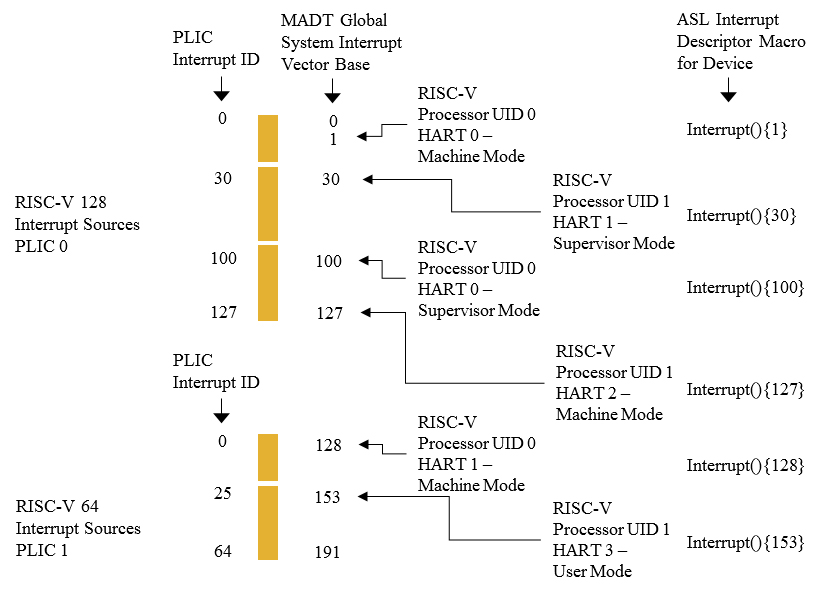 PLIC
Interrupt ID
MADT Global
System Interrupt
Vector Base
ASL Interrupt
Descriptor Macro
for Device
0
0
1
RISC-V
Processor UID 0
HART 0 –
Machine Mode
Interrupt(){1}
RISC-V 128
Interrupt Sources
PLIC 0
30
30
RISC-V
Processor UID 1
HART 1 –
Supervisor Mode
Interrupt(){30}
100
100
RISC-V
Processor UID 0
HART 0 –
Supervisor Mode
Interrupt(){100}
127
127
RISC-V
Processor UID 1
HART 2 –
Machine Mode
Interrupt(){127}
PLIC
Interrupt ID
0
128
RISC-V
Processor UID 0
HART 1 –
Machine Mode
Interrupt(){128}
RISC-V 64
Interrupt Sources
PLIC 1
25
153
RISC-V
Processor UID 1
HART 3 –
User Mode
Interrupt(){153}
64
191